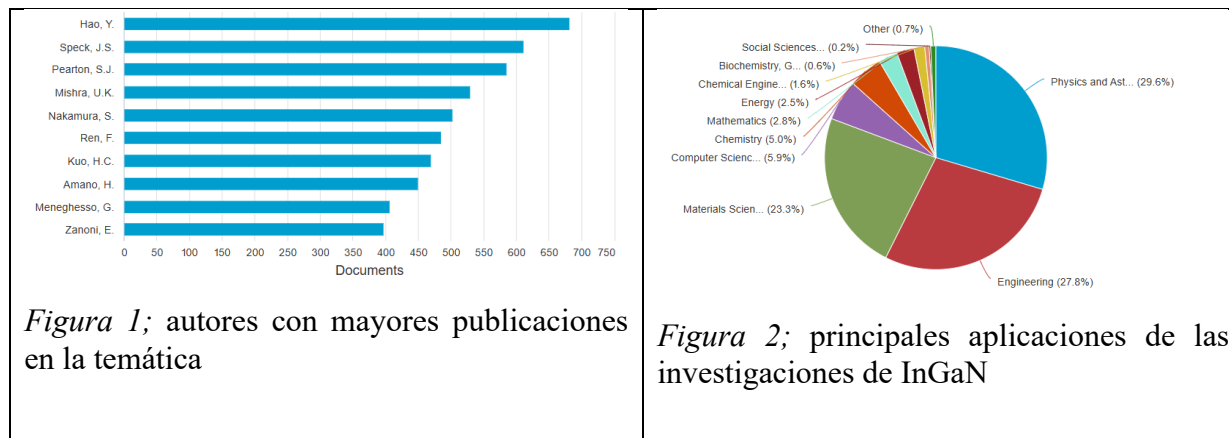 Hao, Y.
Speck, J.S.
Pearton, S.J.
Mishra, U.K.
Nakamura, S.
Ren, F.
Kuo, H.C.
Amano, H.
Meneghesso, G.
Zanoni, E.
0 50 100 150 200 250 300 350 400 450 500 550 600 650 700 750
Documents
Figura 1; autores con mayores publicaciones
en la temática
Other (0.7%)
Social Sciences... (0.2%)
Biochemistry, G... (0.6%)
Chemical Engine... (1.6%)
Energy (2.5%)
Mathematics (2.8%)
Chemistry (5.0%)
Computer Scienc... (5.9%)
Materials Scien... (23.3%)
Physics and Ast... (29.6%)
Engineering (27.8%)
Figura 2; principales aplicaciones de las
investigaciones de InGaN